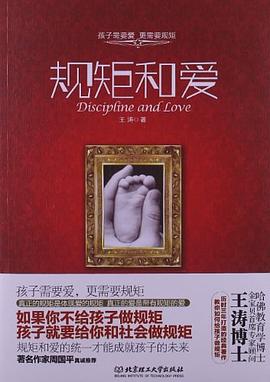 孩子需要爱 更需要规矩
规矩和爱
Discipline and Love
王 涛 著
孩子需要爱,更需要规矩
真正的规矩是体现爱的规矩 真正的爱是带有规矩的爱
如果你不给孩子做规矩
孩子就要给你和社会做规矩
规矩和爱的统一才能成就孩子的未来
著名作家周国平真诚推荐
北京理工大学出版社
哈佛教育学博士
王涛博士